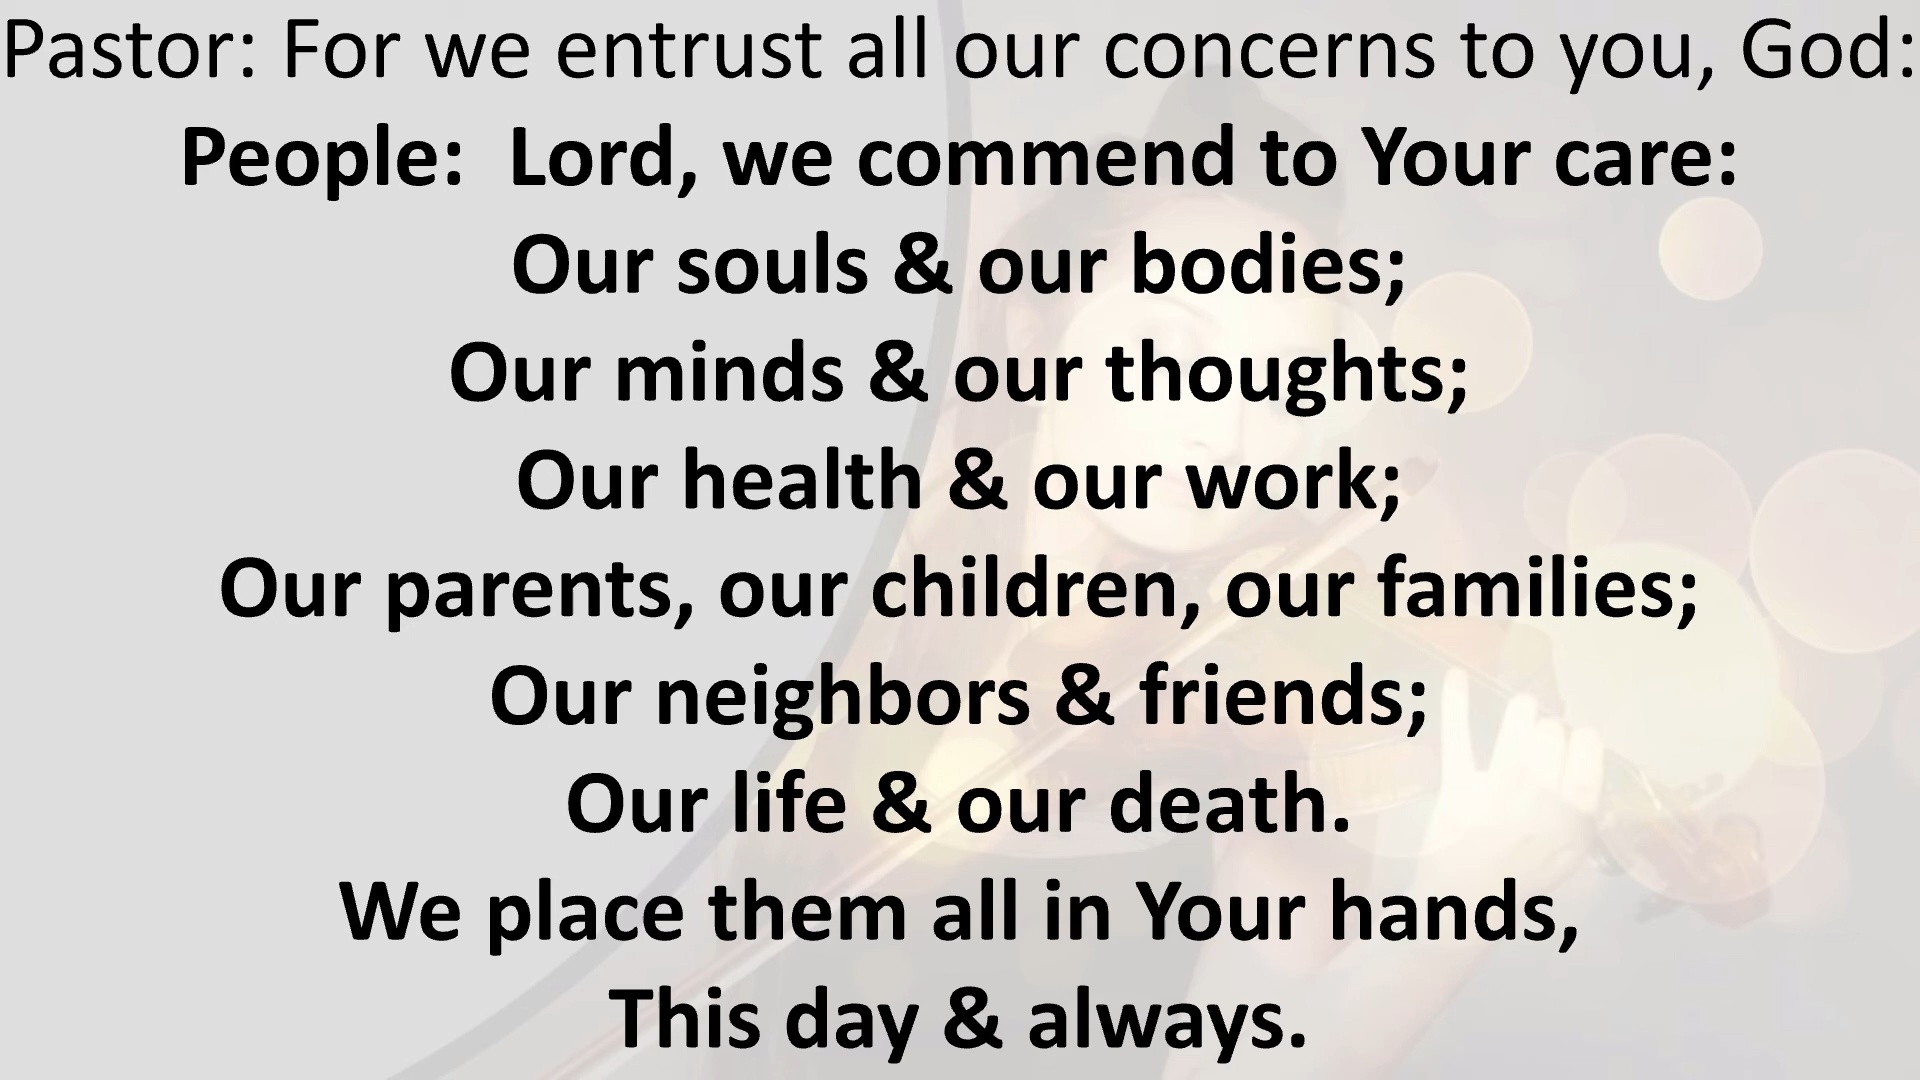 Pastor: For we entrust all our concerns to you, God:
People:  Lord, we commend to Your care:
Our souls & our bodies;
Our minds & our thoughts;
Our health & our work;
Our parents, our children, our families;
Our neighbors & friends;
Our life & our death.
We place them all in Your hands,
This day & always.